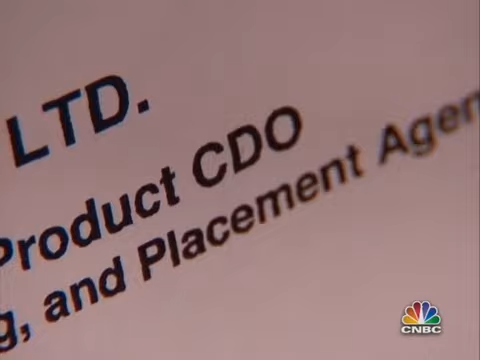 LTD.
Product CDO
g, and Placement Agen
CNBC